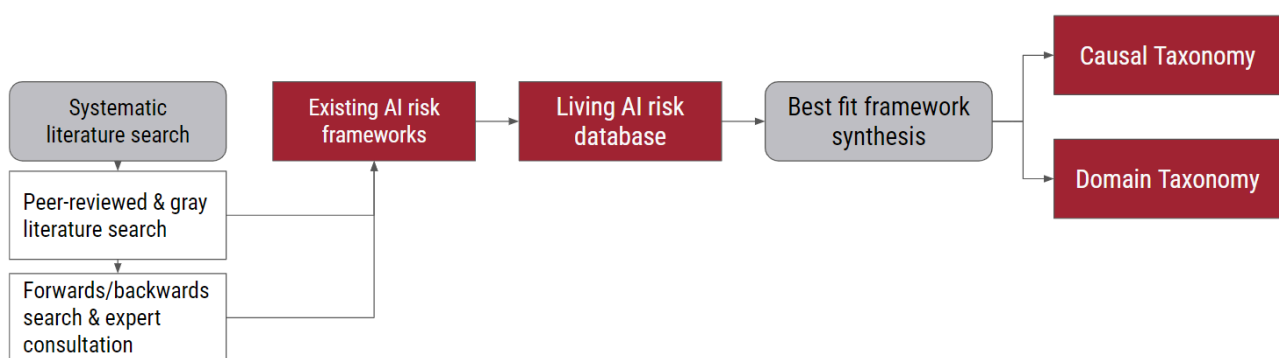 Systematic
literature search
Peer-reviewed & gray
literature search
Forwards/backwards
search & expert
consultation
Existing AI risk
frameworks
Living AI risk
database
Best fit framework
synthesis
Causal Taxonomy
Domain Taxonomy